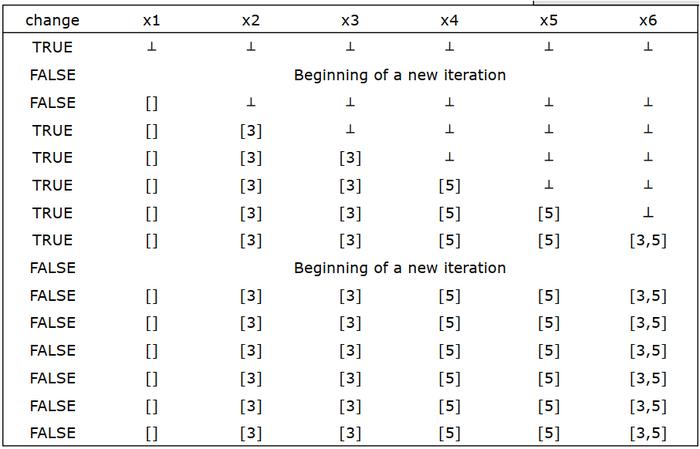 change x1 x2 x3 x4 x5 x6
TRUE ⊥ ⊥ ⊥ ⊥ ⊥ ⊥
FALSE Beginning of a new iteration
FALSE [] ⊥ ⊥ ⊥ ⊥ ⊥
TRUE [] [3] ⊥ ⊥ ⊥ ⊥
TRUE [] [3] [3] ⊥ ⊥ ⊥
TRUE [] [3] [3] [5] ⊥ ⊥
TRUE [] [3] [3] [5] [5] ⊥
TRUE [] [3] [3] [5] [5] [3,5]
FALSE Beginning of a new iteration
FALSE [] [3] [3] [5] [5] [3,5]
FALSE [] [3] [3] [5] [5] [3,5]
FALSE [] [3] [3] [5] [5] [3,5]
FALSE [] [3] [3] [5] [5] [3,5]
FALSE [] [3] [3] [5] [5] [3,5]
FALSE [] [3] [3] [5] [5] [3,5]